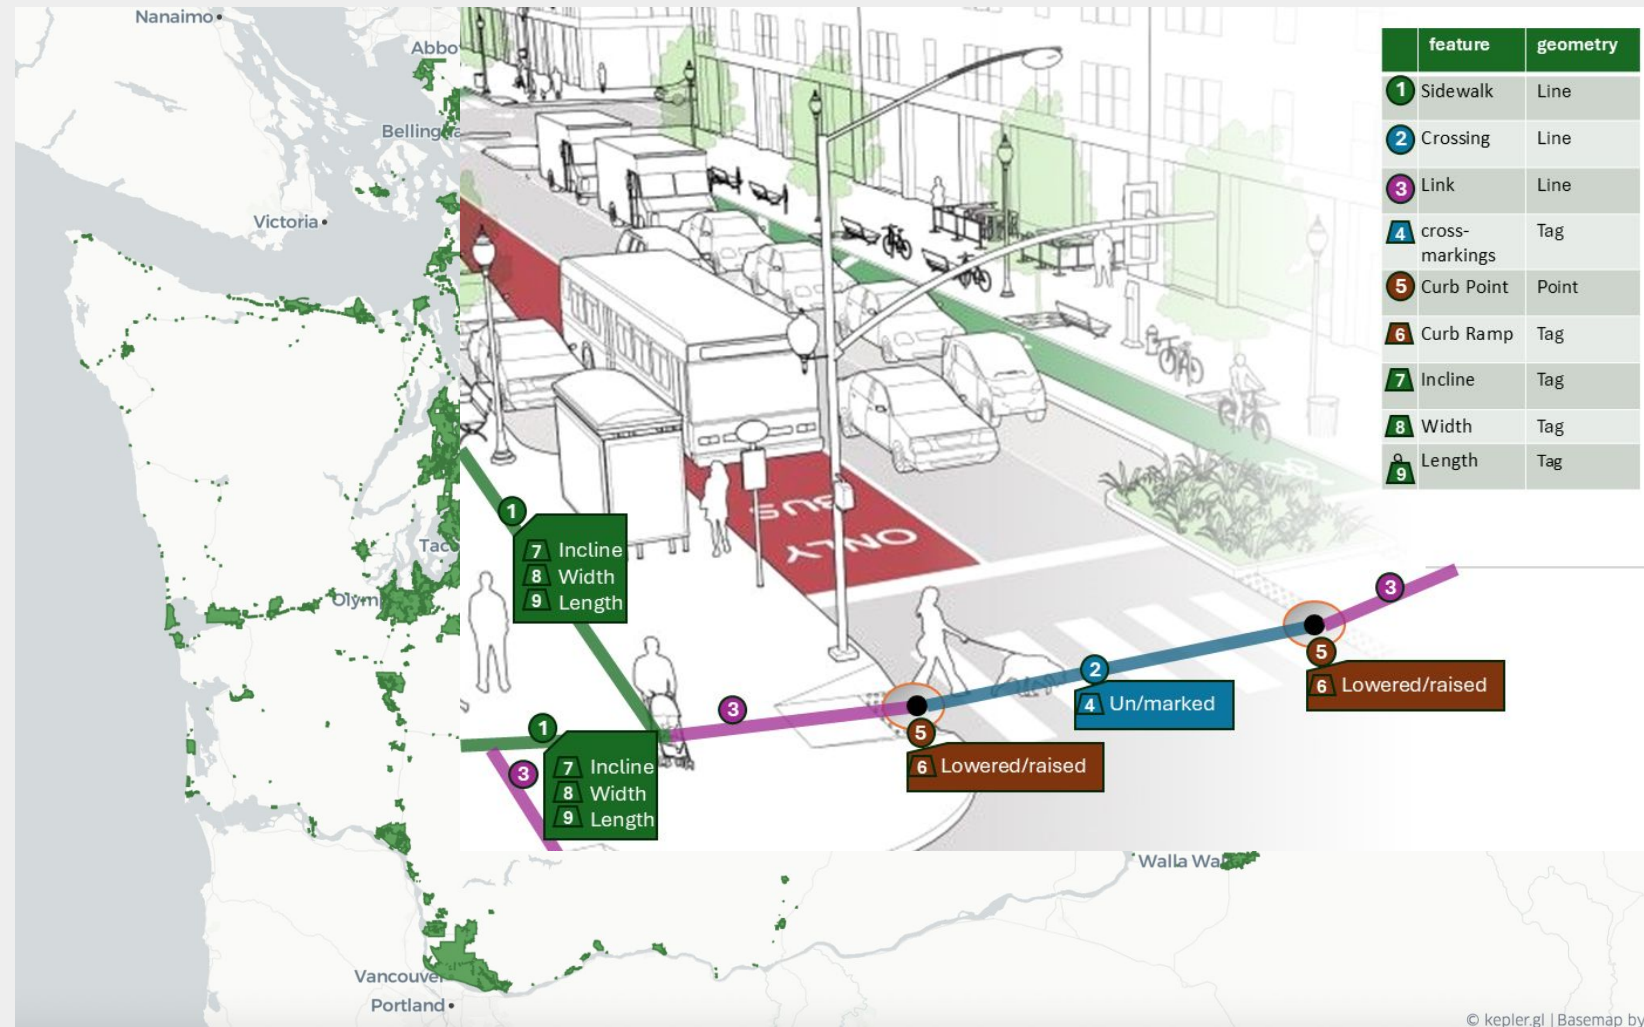 Nanaimo
Abbo
Bellingha
Victoria
Tac
Olym
Vancouver
Portland
Walla Wa
feature geometry
1 Sidewalk Line
2 Crossing Line
3 Link Line
4 cross-
markings Tag
5 Curb Point Point
6 Curb Ramp Tag
7 Incline Tag
8 Width Tag
9
9 Length Tag
BUS
ONLY
1
7 Incline
8 Width
9 Length
3
2
4 Un/marked
5
6 Lowered/raised
3
1
7 Incline
8 Width
9 Length
3
5
6 Lowered/raised
© kepler.gl | Basemap by